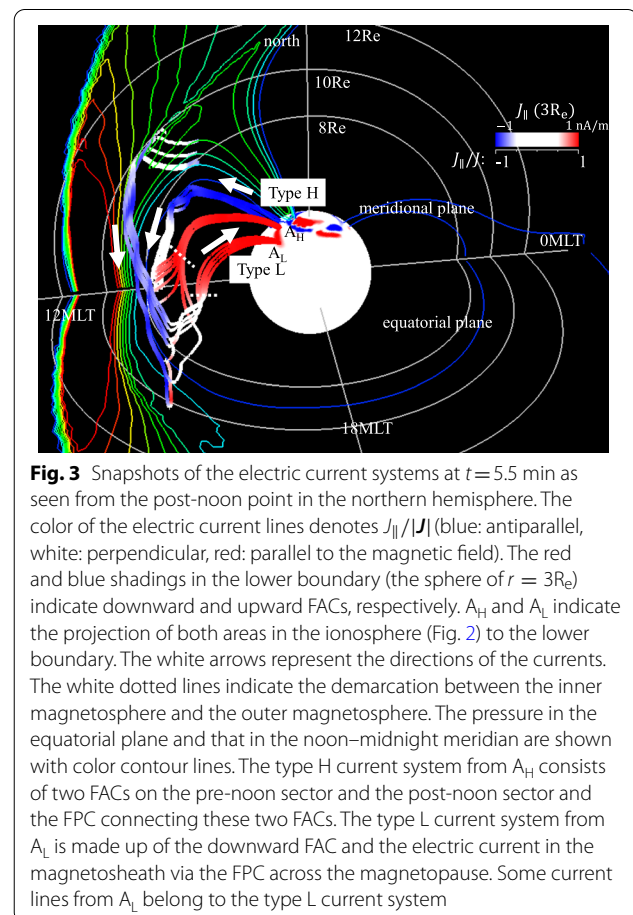 12Re
north
10Re
J∥ (3Rₑ)
−1 1 nA/m
8Re
J∥/J:
-1 1
Type H
meridional plane
A_H
0MLT
A_L
Type L
12MLT
equatorial plane
18MLT
Fig. 3 Snapshots of the electric current systems at t = 5.5 min as
seen from the post-noon point in the northern hemisphere. The
color of the electric current lines denotes J∥/|J| (blue: antiparallel,
white: perpendicular, red: parallel to the magnetic field). The red
and blue shadings in the lower boundary (the sphere of r = 3Rₑ)
indicate downward and upward FACs, respectively. A_H and A_L indicate
the projection of both areas in the ionosphere (Fig. 2) to the lower
boundary. The white arrows represent the directions of the currents.
The white dotted lines indicate the demarcation between the inner
magnetosphere and the outer magnetosphere. The pressure in the
equatorial plane and that in the noon–midnight meridian are shown
with color contour lines. The type H current system from A_H consists
of two FACs on the pre-noon sector and the post-noon sector and
the FPC connecting these two FACs. The type L current system from
A_L is made up of the downward FAC and the electric current in the
magnetosheath via the FPC across the magnetopause. Some current
lines from A_L belong to the type L current system